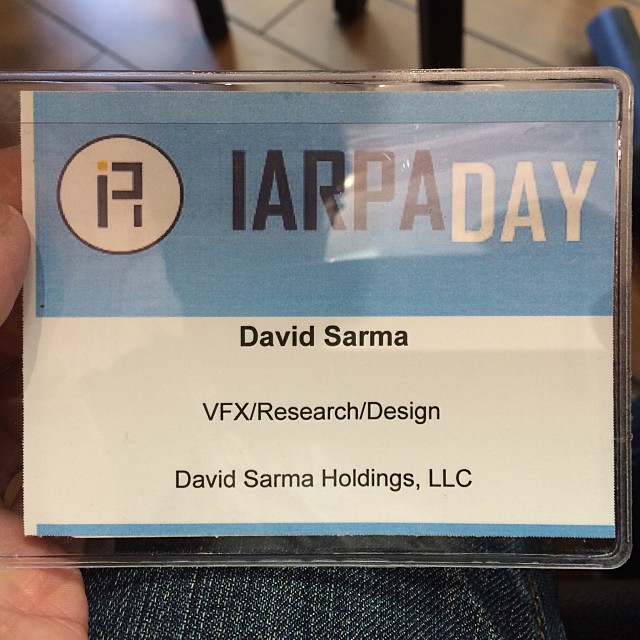 IARPA DAY
David Sarma
VFX/Research/Design
David Sarma Holdings, LLC